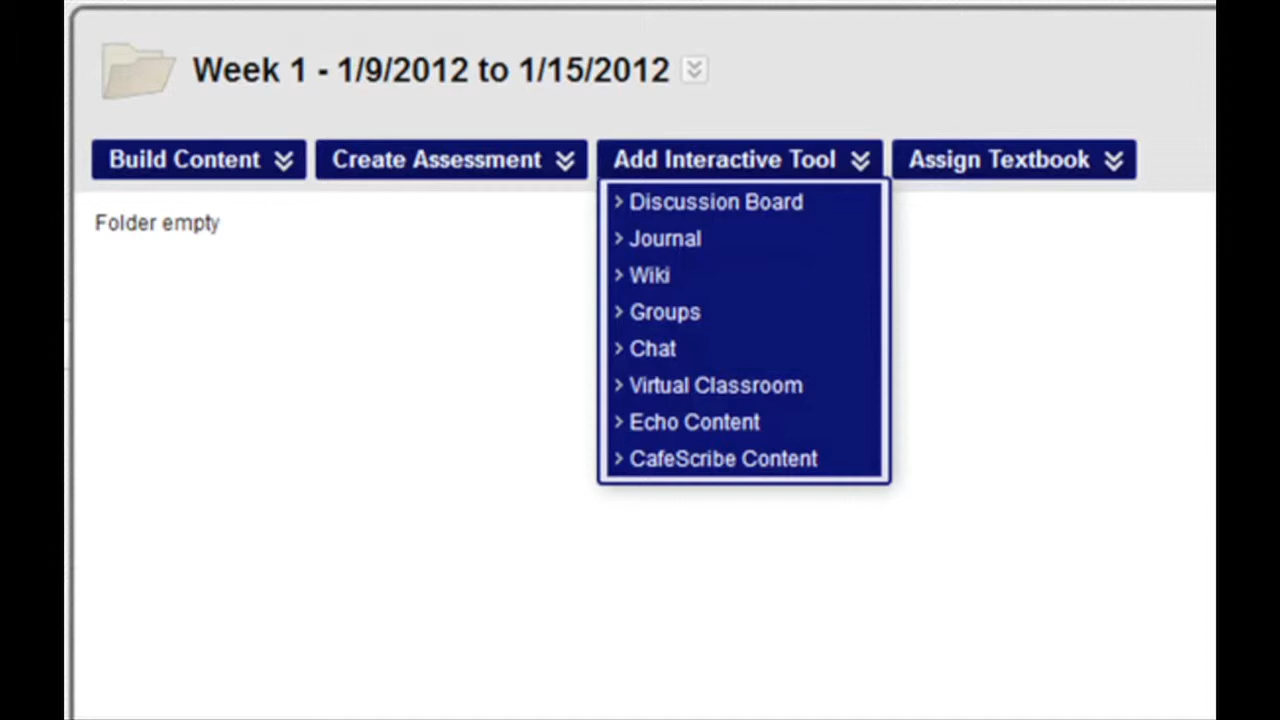 Week 1 - 1/9/2012 to 1/15/2012
Build Content Create Assessment Add Interactive Tool Assign Textbook
Folder empty
> Discussion Board
> Journal
> Wiki
> Groups
> Chat
> Virtual Classroom
> Echo Content
> CafeScribe Content